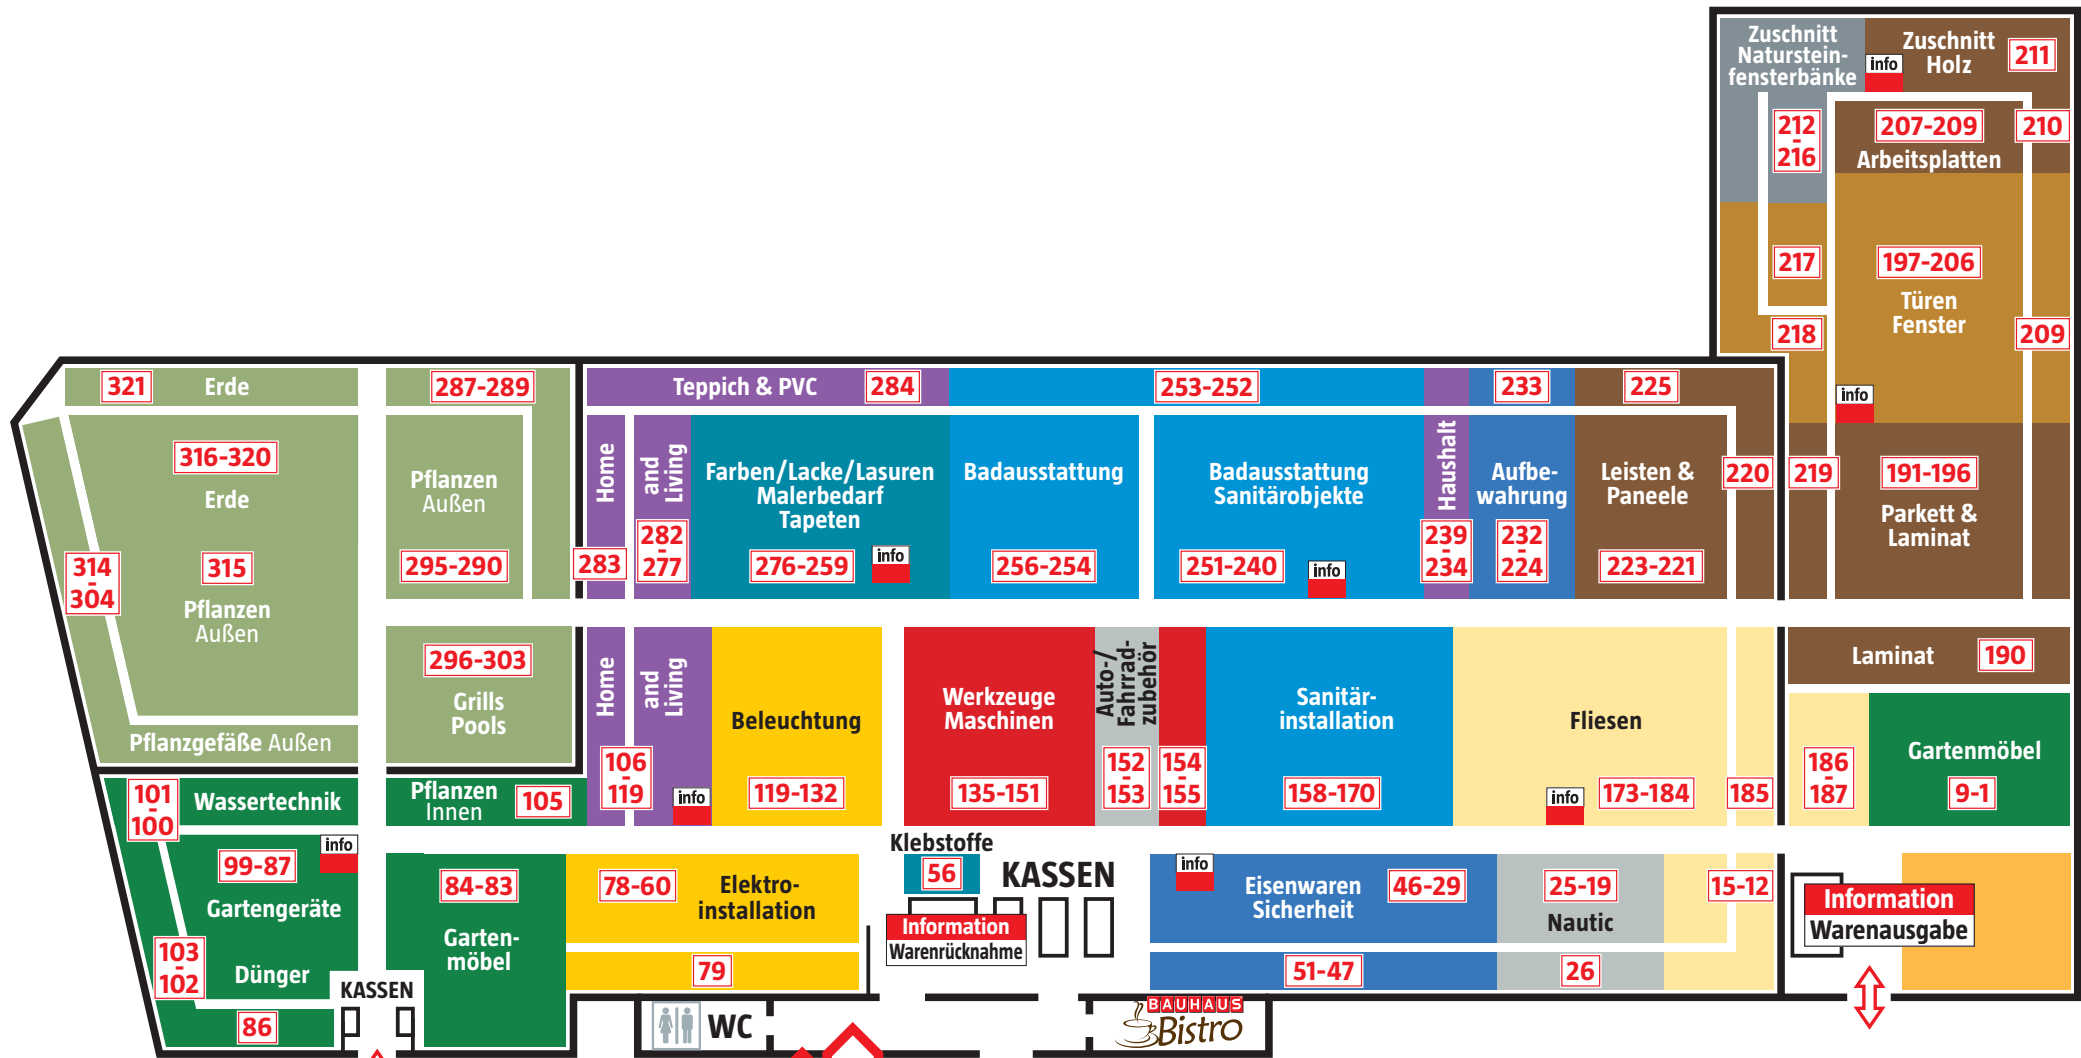 Zuschnitt
Naturstein-
fensterbänke
info
Zuschnitt
Holz
211
212
-
216
207-209
Arbeitsplatten
210
217
197-206
Türen
Fenster
218
209
info
219
191-196
Parkett &
Laminat
321
Erde
287-289
Teppich & PVC
284
253-252
233
225
316-320
Erde
Pflanzen
Außen
Home
and
Living
Farben/Lacke/Lasuren
Malerbedarf
Tapeten
Badausstattung
Badausstattung
Sanitärobjekte
Haushalt
Aufbe-
wahrung
Leisten &
Paneele
220
314
-
304
315
Pflanzen
Außen
295-290
283
282
-
277
276-259
info
256-254
251-240
info
239
-
234
232
-
224
223-221
296-303
Grills
Pools
Home
and
Living
Beleuchtung
Werkzeuge
Maschinen
Auto-/
Fahrrad-
zubehör
Sanitär-
installation
Fliesen
Laminat
190
Pflanzgefäße Außen
101
-
100
Wassertechnik
Pflanzen
Innen
105
106
-
119
info
119-132
135-151
152
-
153
154
-
155
158-170
info
173-184
185
186
-
187
Gartenmöbel
9-1
99-87
info
Gartengeräte
103
-
102
Dünger
86
KASSEN
84-83
Garten-
möbel
78-60
Elektro-
installation
79
Klebstoffe
56
KASSEN
Information
Warenrücknahme
info
Eisenwaren
Sicherheit
46-29
25-19
Nautic
15-12
51-47
26
Information
Warenausgabe
WC
BAUHAUS
Bistro